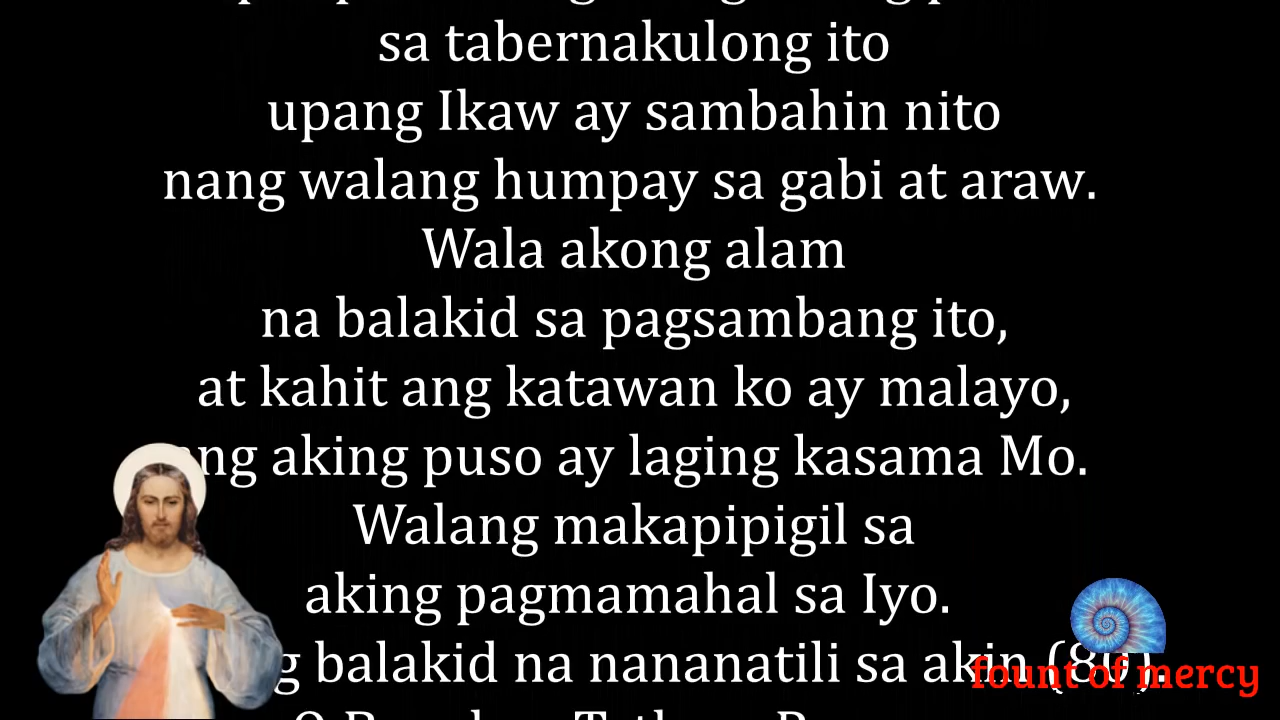 sa tabernakulong ito
upang Ikaw ay sambahin nito
nang walang humpay sa gabi at araw.
Wala akong alam
na balakid sa pagsambang ito,
at kahit ang katawan ko ay malayo,
ang aking puso ay laging kasama Mo.
Walang makapipigil sa
aking pagmamahal sa Iyo.
balakid na nananatili sa akin
fount of mercy